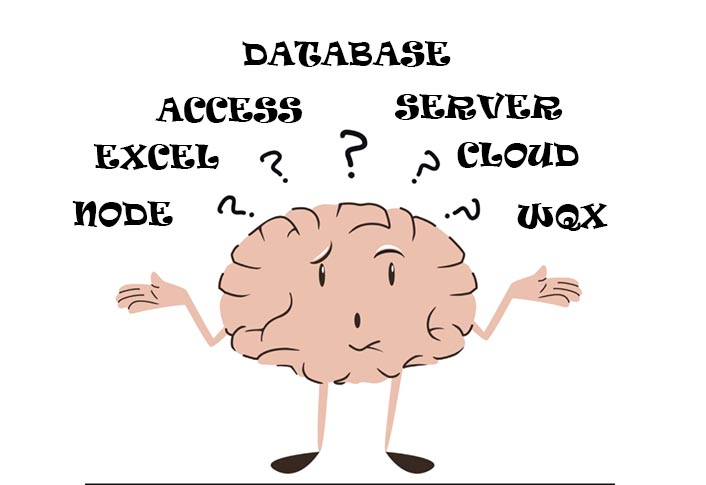 DATABASE
ACCESS SERVER
EXCEL ? ? ? CLOUD
NODE ? ? WQX